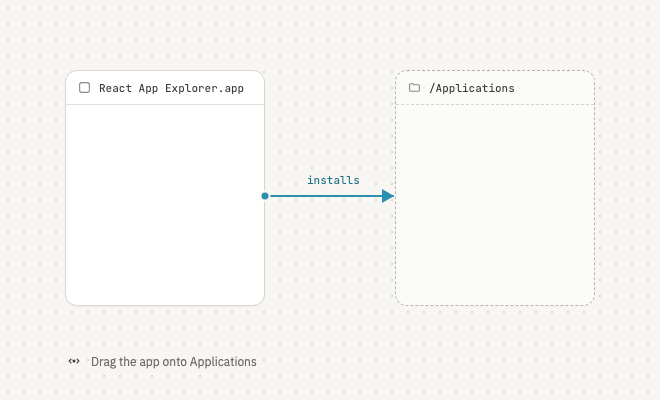 React App Explorer.app
/Applications
installs
Drag the app onto Applications